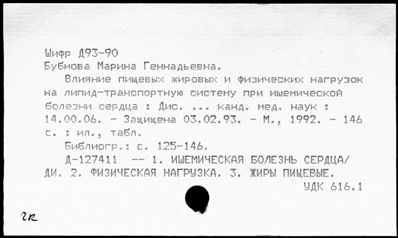 Шифр Д93-90
Бубнова Марина Геннадьевна.
Влияние пищевых жировых и физических нагрузок
на липид-транспортную систему при ишемической
болезни сердца : Дис. ... канд. мед. наук :
14.00.06. - Защищена 03.02.93. - М., 1992. - 146
с. : ил., табл.
Библиогр.: с. 125-146.
Д-127411 -- 1. ИШЕМИЧЕСКАЯ БОЛЕЗНЬ СЕРДЦА/
ДИ. 2. ФИЗИЧЕСКАЯ НАГРУЗКА. 3. ЖИРЫ ПИЩЕВЫЕ.
УДК 616.1